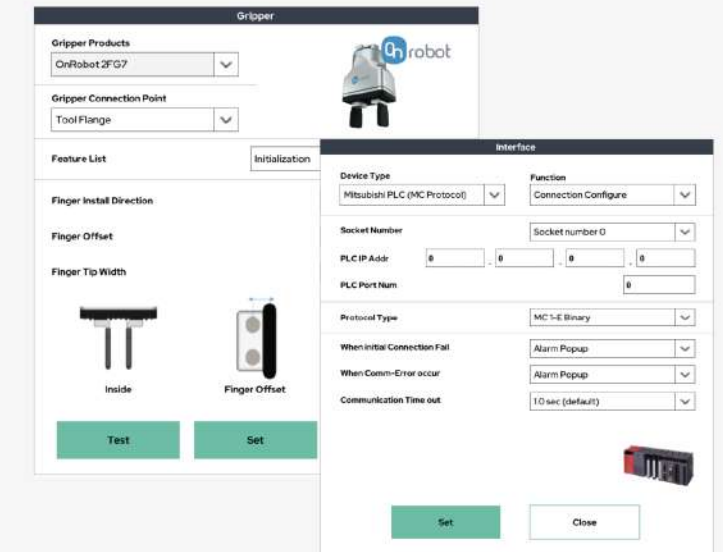 Gripper
Gripper Products
OnRobot 2FG7
On robot
Gripper Connection Point
Tool Flange
Feature List
Initialization
Finger Install Direction
Finger Offset
Finger Tip Width
Inside
Finger Offset
Test
Set
Interface
Device Type
Function
Mitsubishi PLC (MC Protocol)
Connection Configure
Socket Number
Socket number 0
PLC IP Addr
0 . 0 . 0 . 0
PLC Port Num
0
Protocol Type
MC 1-E Binary
When Initial Connection Fail
Alarm Popup
When Comm-Error occur
Alarm Popup
Communication Time out
1.0 sec (default)
Set
Close